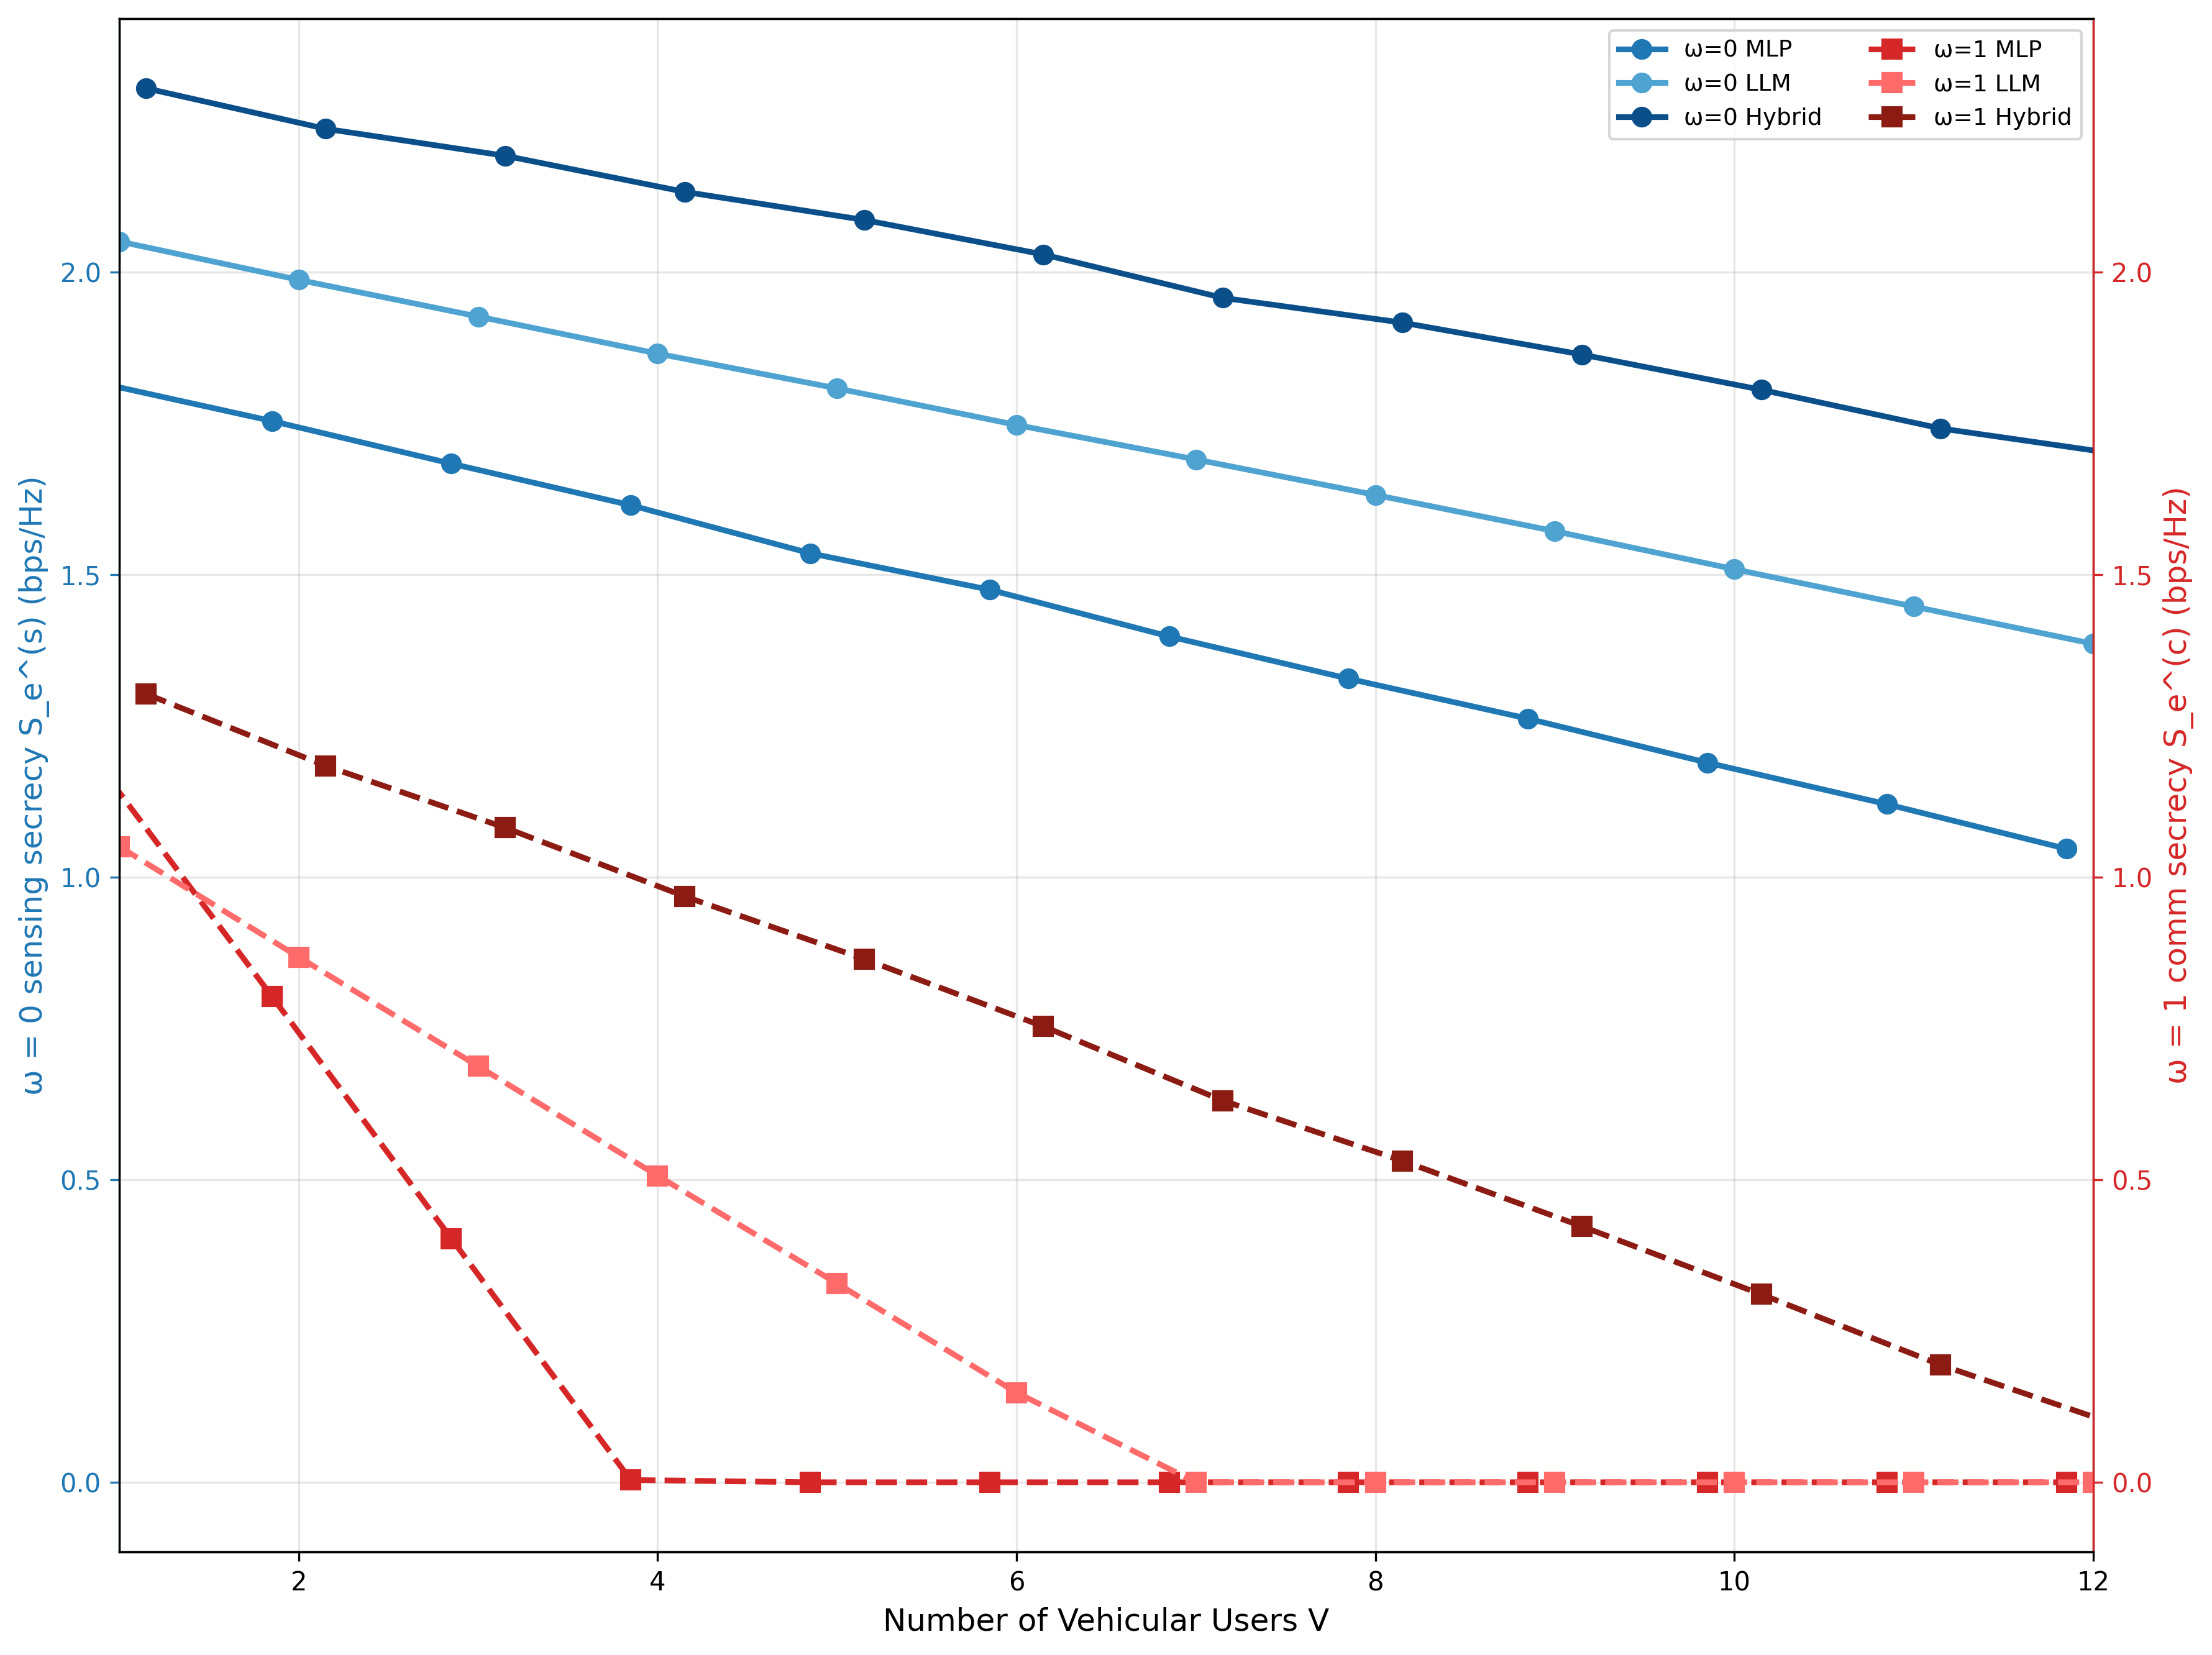 ω=0 MLP
ω=0 LLM
ω=0 Hybrid
ω=1 MLP
ω=1 LLM
ω=1 Hybrid
ω = 0 sensing secrecy S_e^(s) (bps/Hz)
2.0
1.5
1.0
0.5
0.0
2.0
1.5
1.0
0.5
0.0
ω = 1 comm secrecy S_e^(c) (bps/Hz)
2
4
6
8
10
12
Number of Vehicular Users V